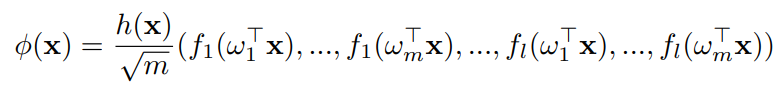 ϕ(x) = h(x)/√m (f₁(ω₁⊤x), ..., f₁(ωₘ⊤x), ..., fₗ(ω₁⊤x), ..., fₗ(ωₘ⊤x))